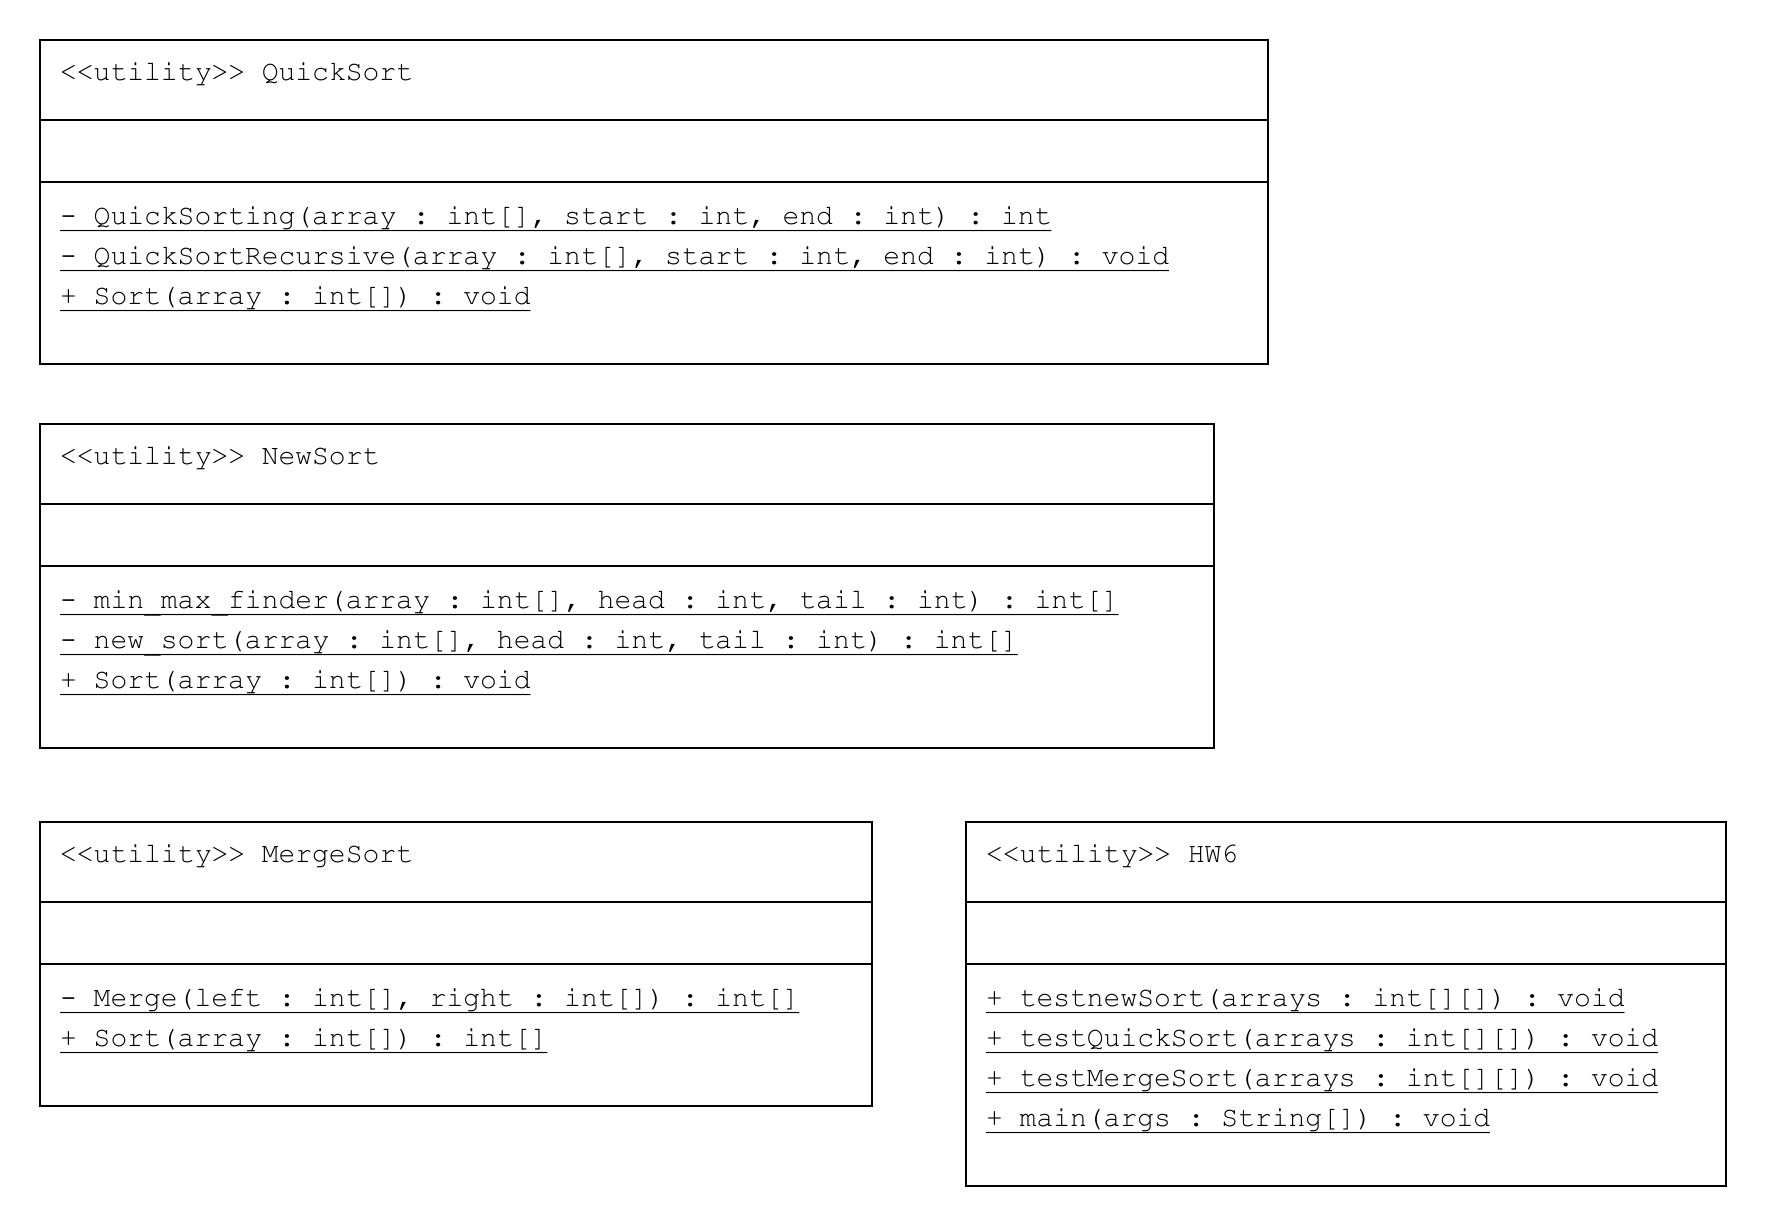 <<utility>> QuickSort
- QuickSorting(array : int[], start : int, end : int) : int
- QuickSortRecursive(array : int[], start : int, end : int) : void
+ Sort(array : int[]) : void
<<utility>> NewSort
- min_max_finder(array : int[], head : int, tail : int) : int[]
- new_sort(array : int[], head : int, tail : int) : int[]
+ Sort(array : int[]) : void
<<utility>> MergeSort
- Merge(left : int[], right : int[]) : int[]
+ Sort(array : int[]) : int[]
<<utility>> HW6
+ testnewSort(arrays : int[][]) : void
+ testQuickSort(arrays : int[][]) : void
+ testMergeSort(arrays : int[][]) : void
+ main(args : String[]) : void